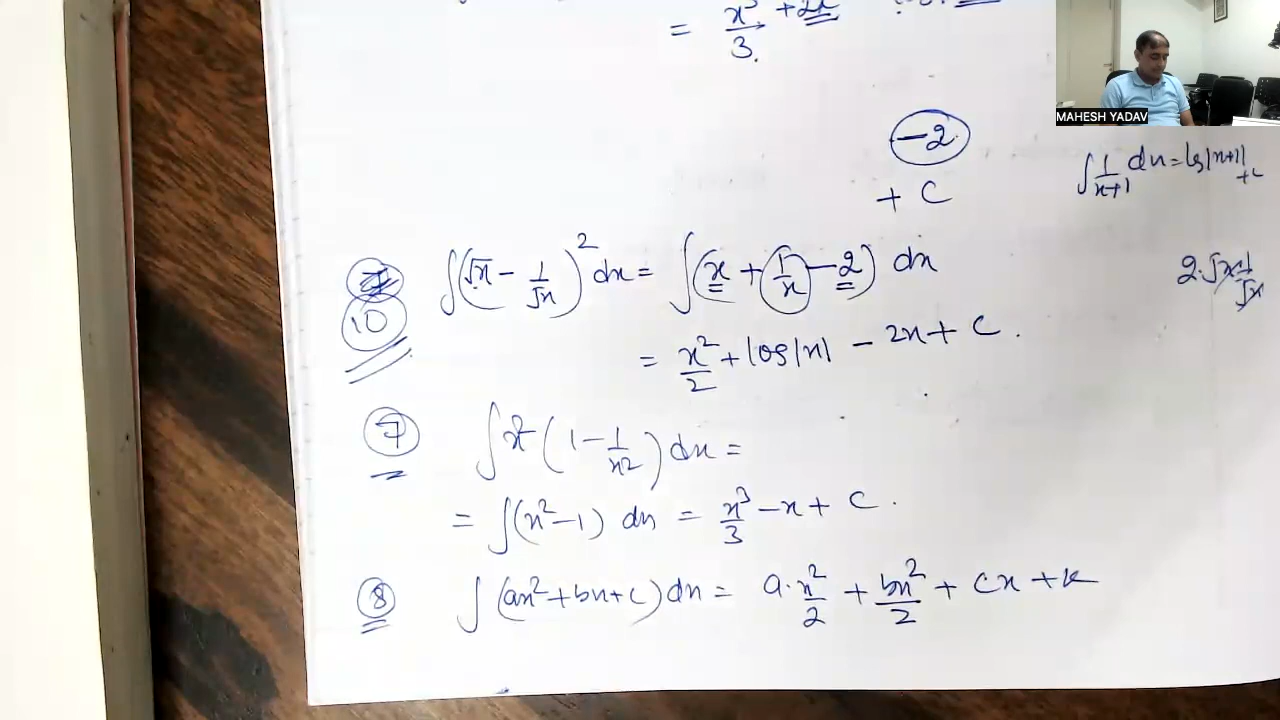 = x³/3 + 2x
MAHESH YADAV
−2
+ C
∫ 1/(x+1) dx = log|x+1| + c
10 ∫(√x − 1/√x)² dx = ∫(x + 1/x − 2) dx
2·√x 1/√x
= x²/2 + log|x| − 2x + C.
7 ∫x²(1 − 1/x²) dx =
= ∫(x²−1) dx = x³/3 − x + C.
8 ∫(ax²+bx+c) dx = a·x²/2 + bx²/2 + cx + k